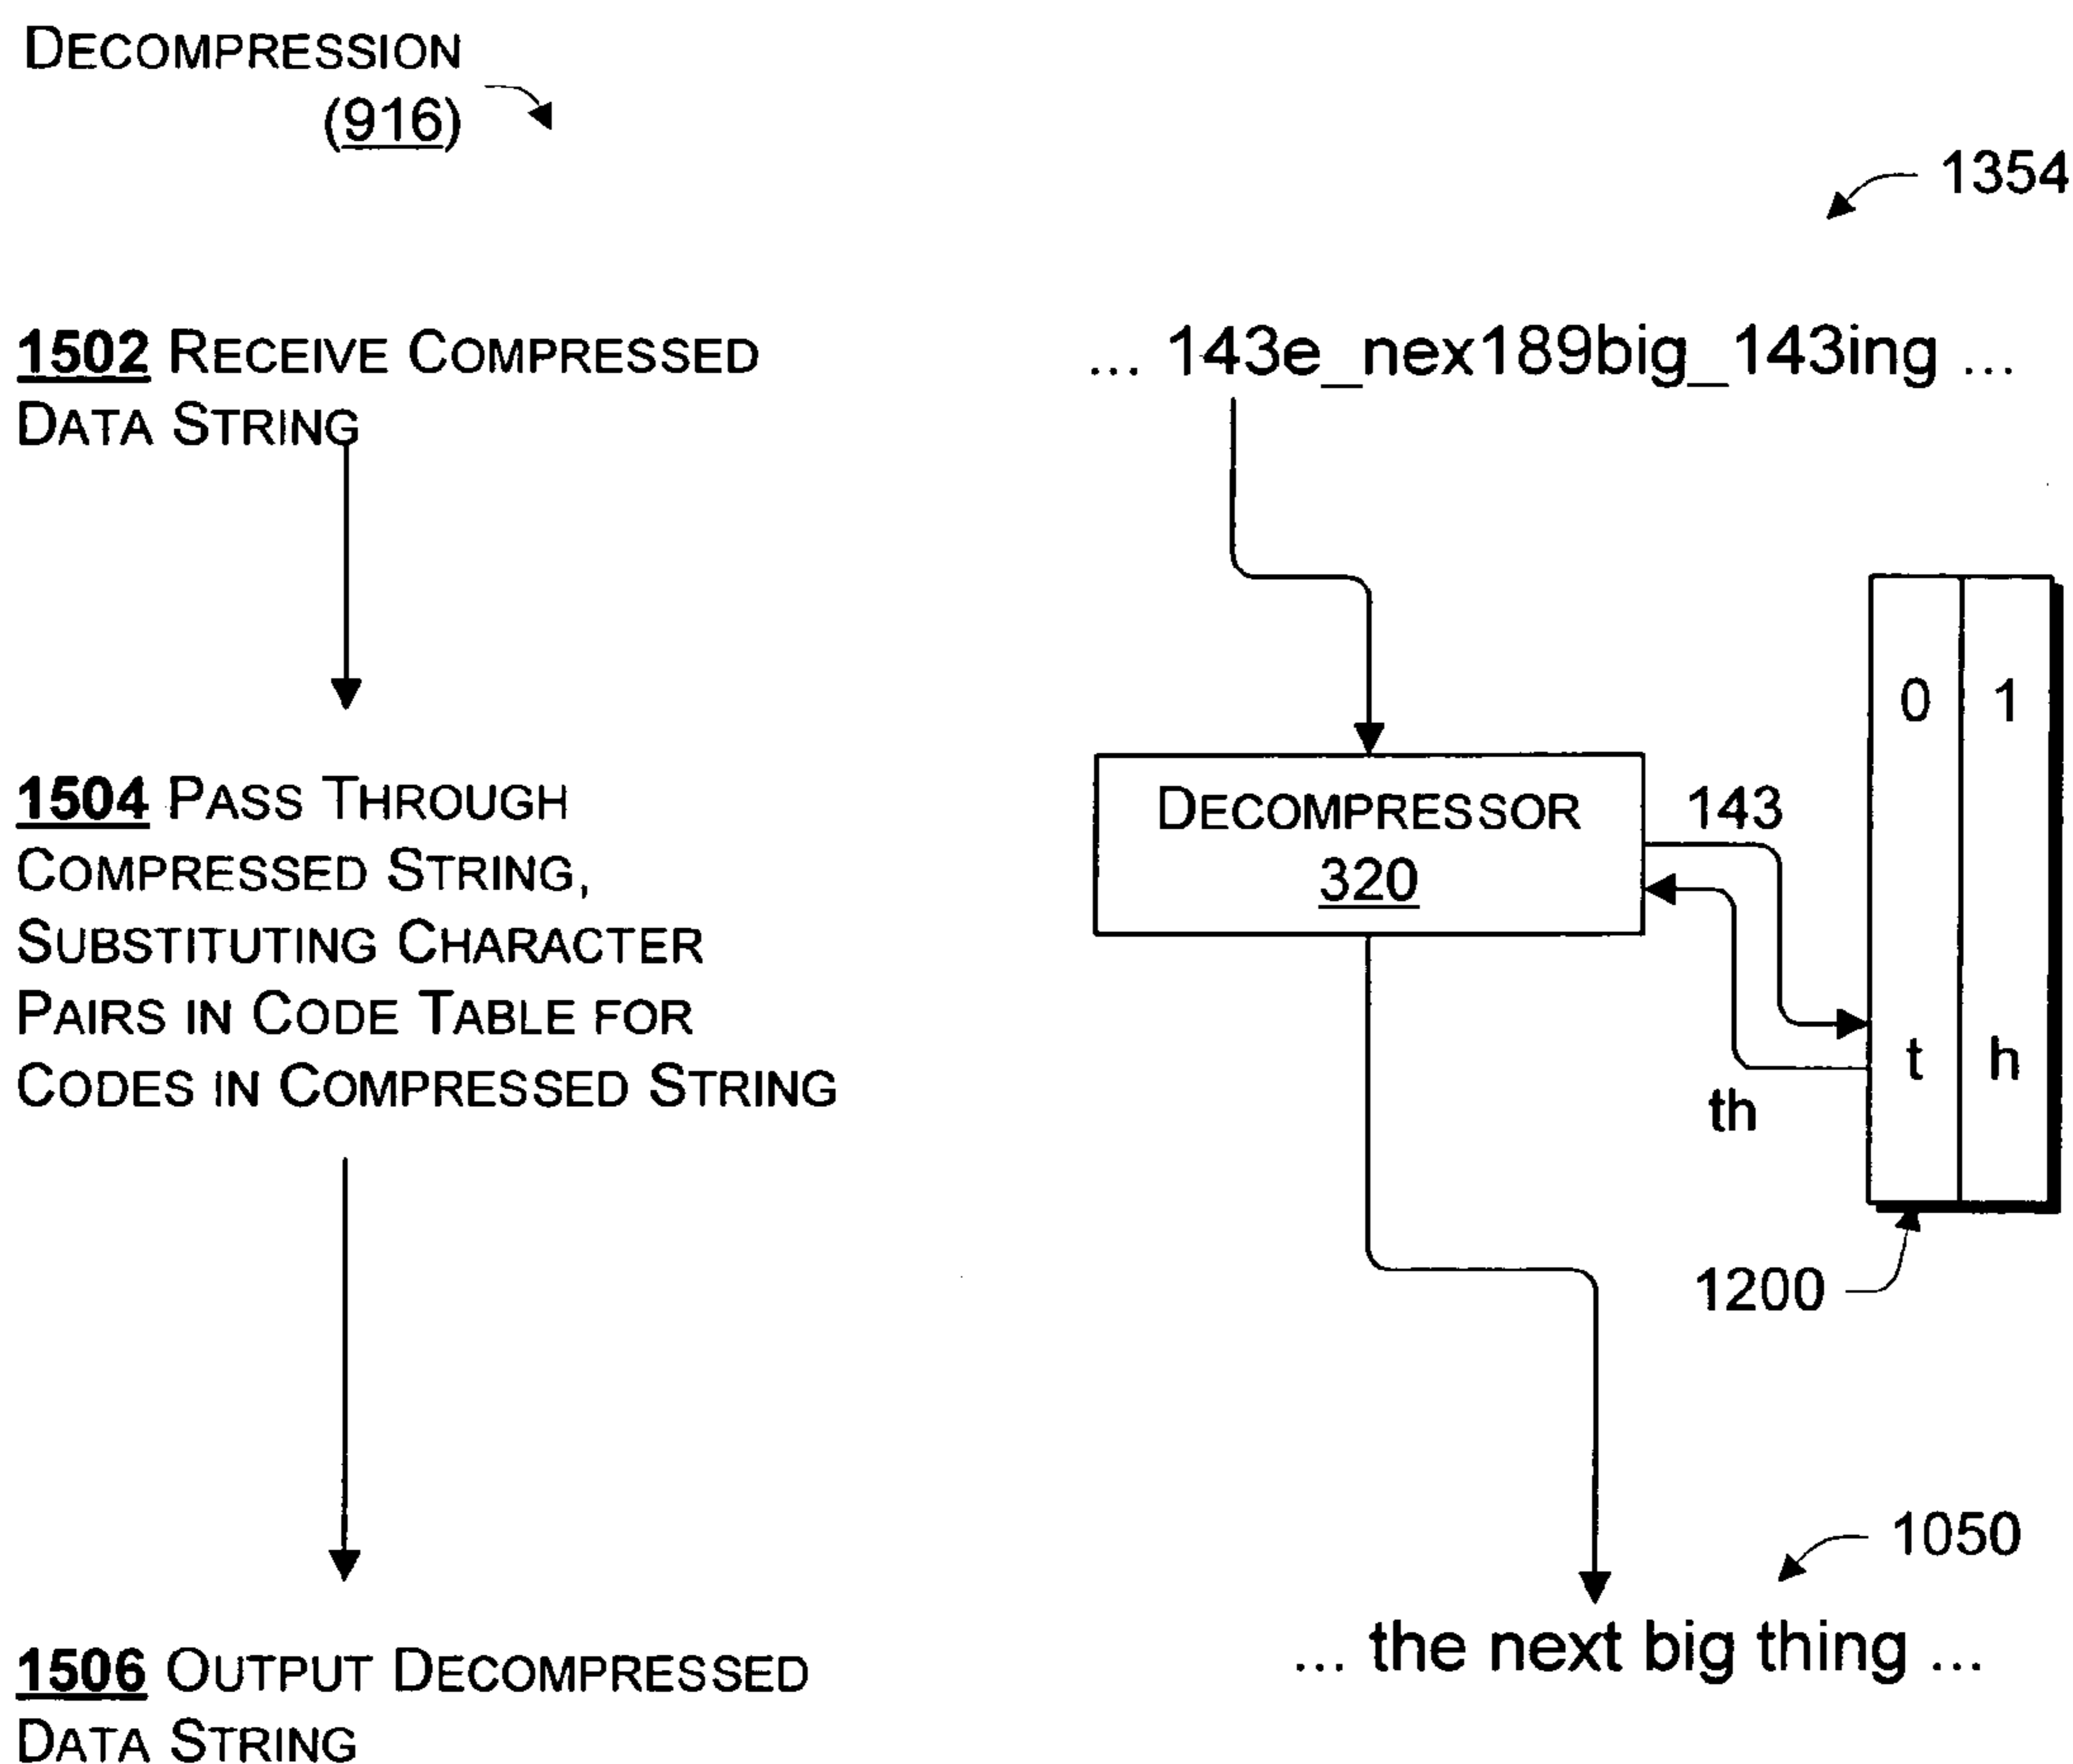 DECOMPRESSION
(916)
1354
1502 RECEIVE COMPRESSED
DATA STRING
... 143e_nex189big_143ing ...
0 1
1504 PASS THROUGH
COMPRESSED STRING,
SUBSTITUTING CHARACTER
PAIRS IN CODE TABLE FOR
CODES IN COMPRESSED STRING
DECOMPRESSOR
320
143
t h
th
1200
1050
1506 OUTPUT DECOMPRESSED
DATA STRING
... the next big thing ...